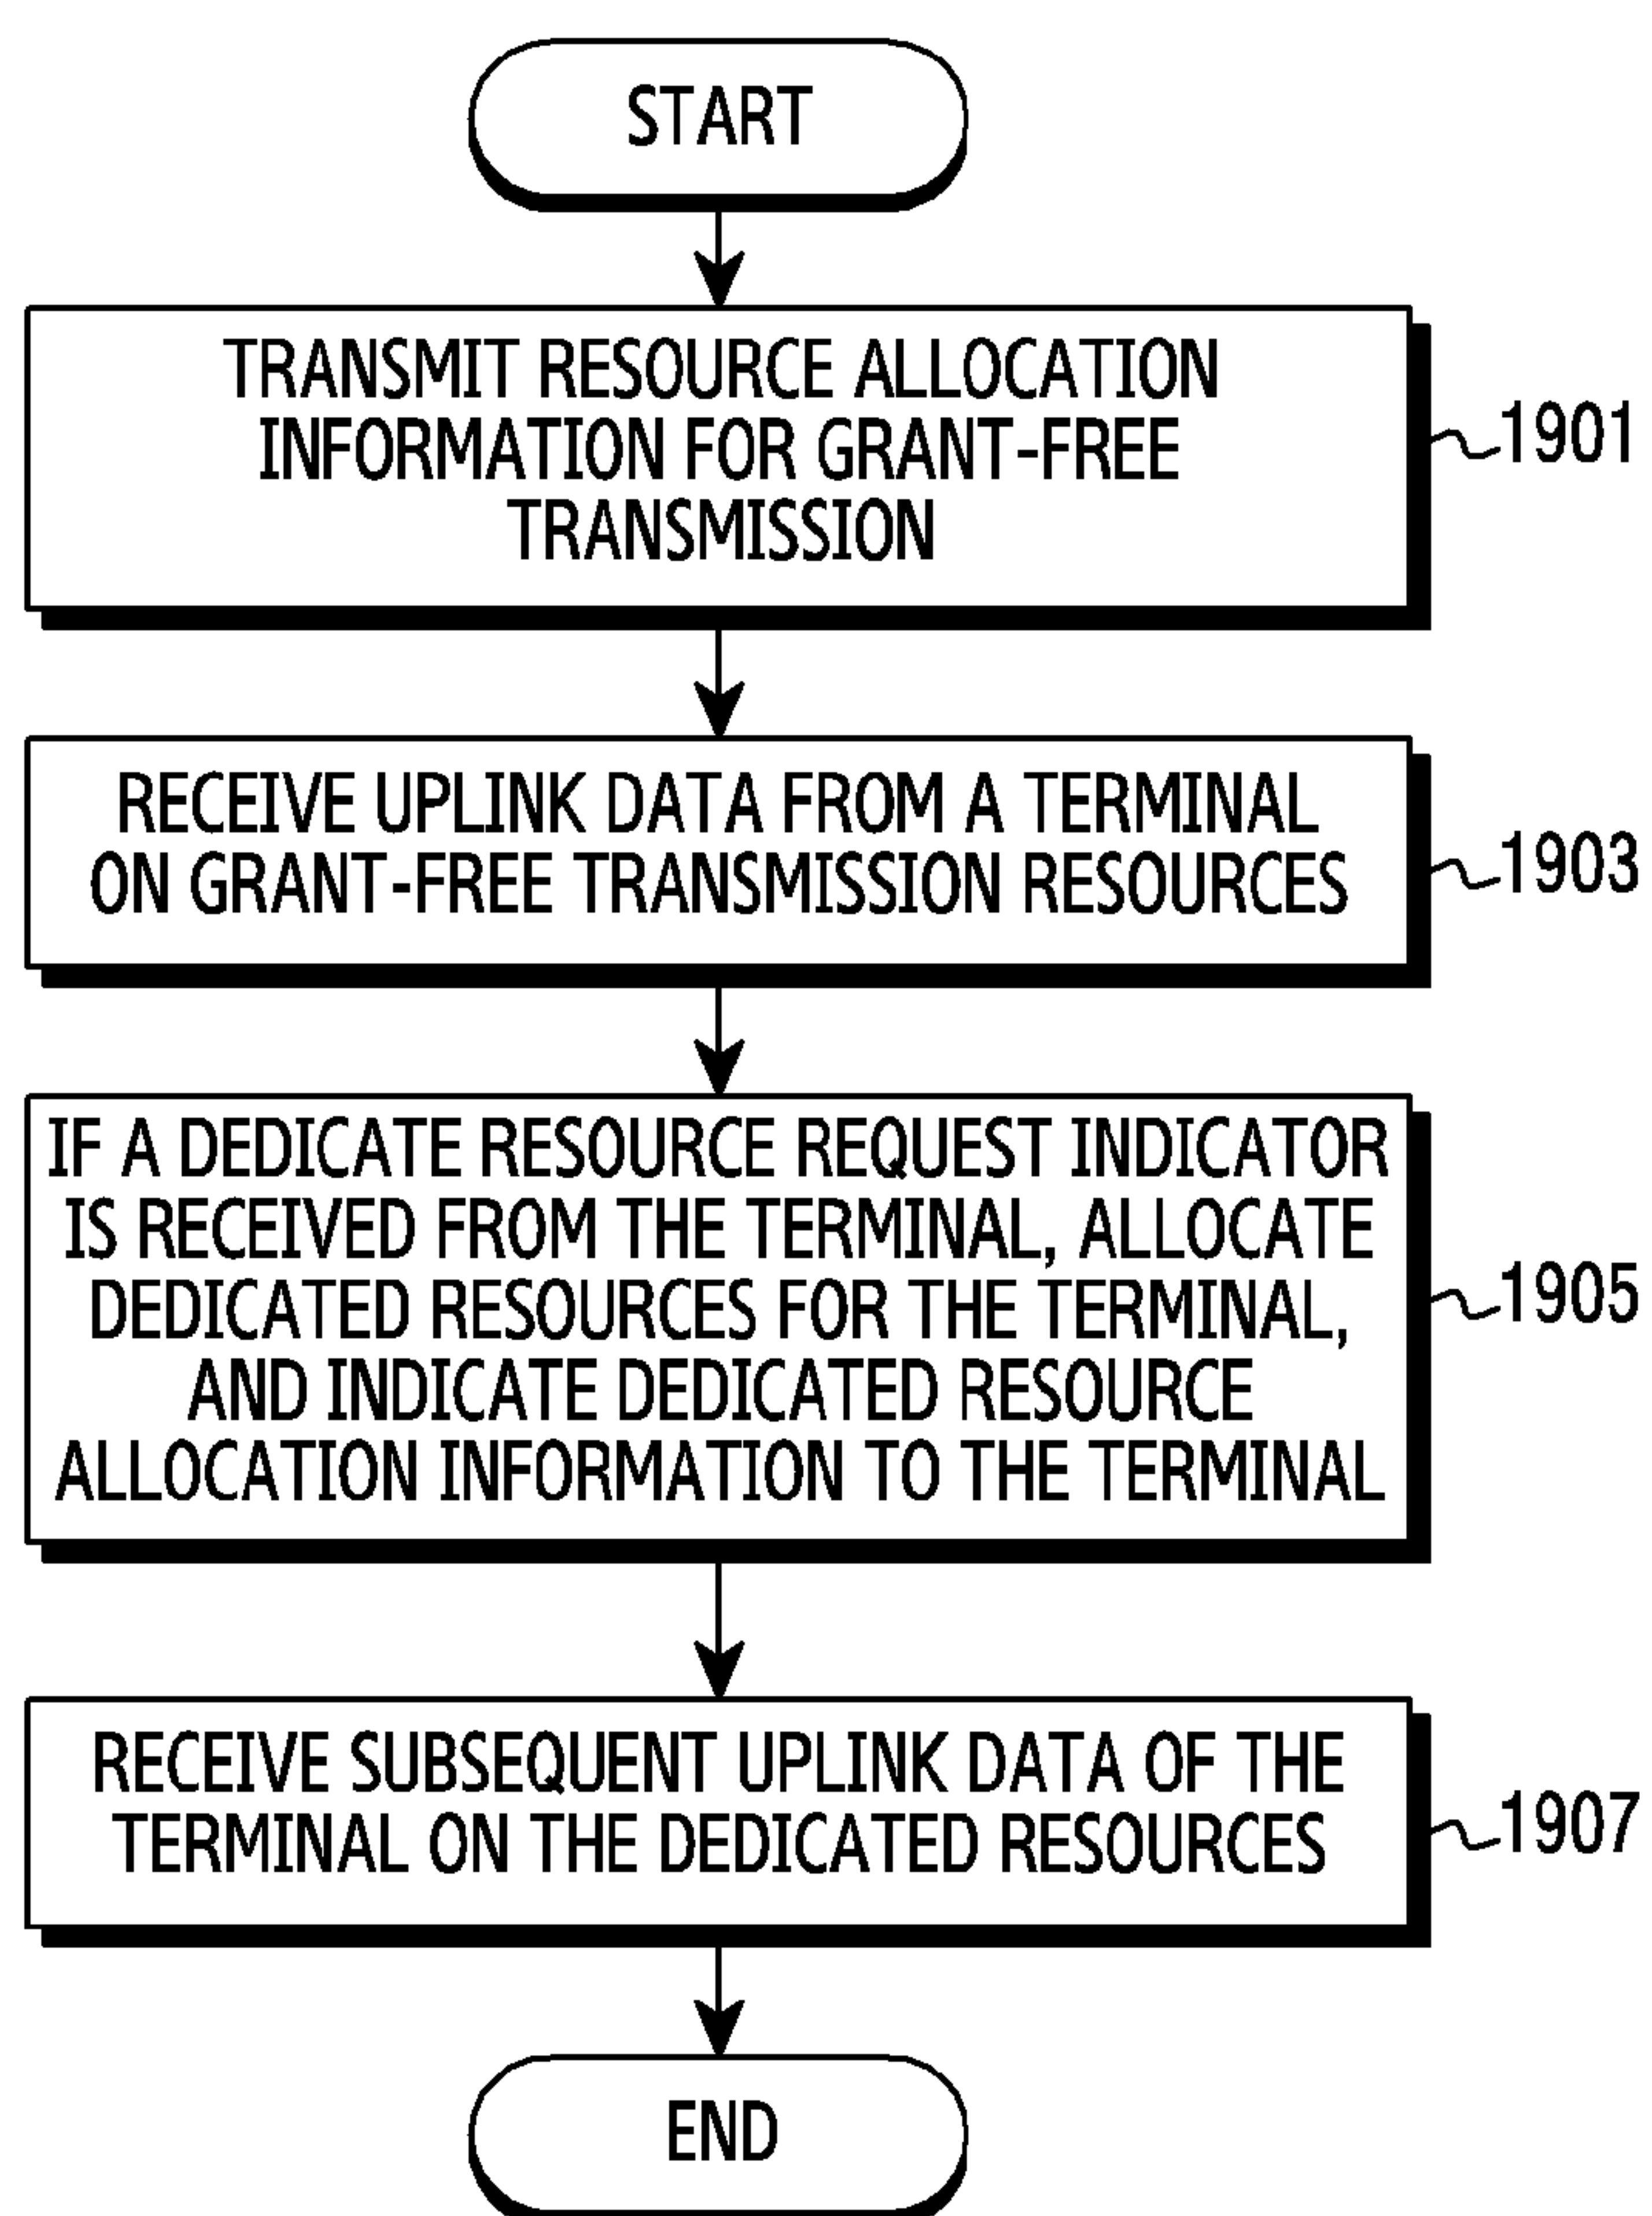 START
TRANSMIT RESOURCE ALLOCATION
INFORMATION FOR GRANT-FREE
TRANSMISSION
1901
RECEIVE UPLINK DATA FROM A TERMINAL
ON GRANT-FREE TRANSMISSION RESOURCES
1903
IF A DEDICATE RESOURCE REQUEST INDICATOR
IS RECEIVED FROM THE TERMINAL, ALLOCATE
DEDICATED RESOURCES FOR THE TERMINAL,
AND INDICATE DEDICATED RESOURCE
ALLOCATION INFORMATION TO THE TERMINAL
1905
RECEIVE SUBSEQUENT UPLINK DATA OF THE
TERMINAL ON THE DEDICATED RESOURCES
1907
END